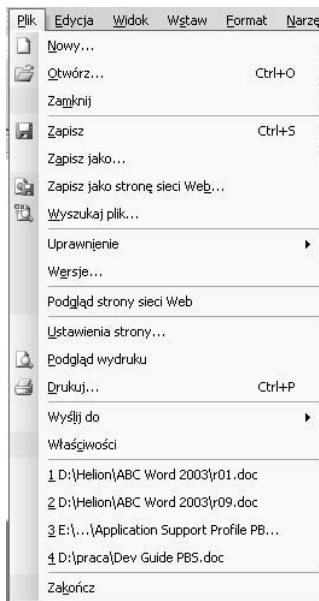 Plik Edycja Widok Wstaw Format Narzę
Nowy...
Otwórz... Ctrl+O
Zamknij
Zapisz Ctrl+S
Zapisz jako...
Zapisz jako stronę sieci Web...
Wyszukaj plik...
Uprawnienie
Wersje...
Podgląd strony sieci Web
Ustawienia strony...
Podgląd wydruku
Drukuj... Ctrl+P
Wyślij do
Właściwości
1 D:\Helion\ABC Word 2003\r01.doc
2 D:\Helion\ABC Word 2003\r09.doc
3 E:\...\Application Support Profile PB...
4 D:\praca\Dev Guide PBS.doc
Zakończ